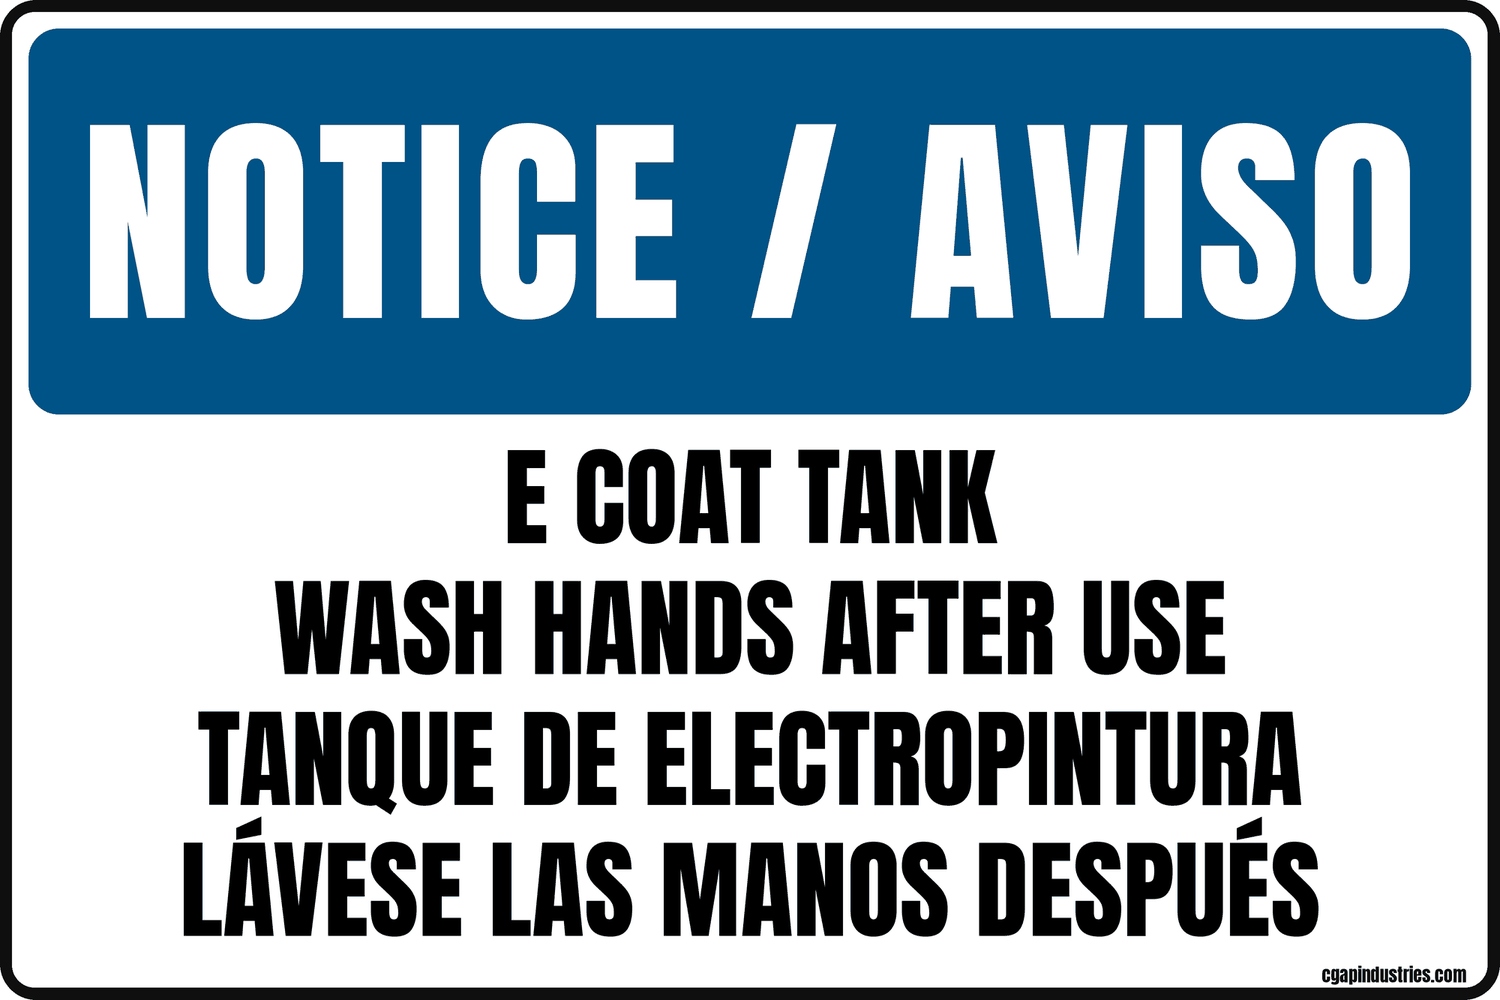 NOTICE / AVISO
E COAT TANK
WASH HANDS AFTER USE
TANQUE DE ELECTROPINTURA
LÁVESE LAS MANOS DESPUÉS
cgapindustries.com